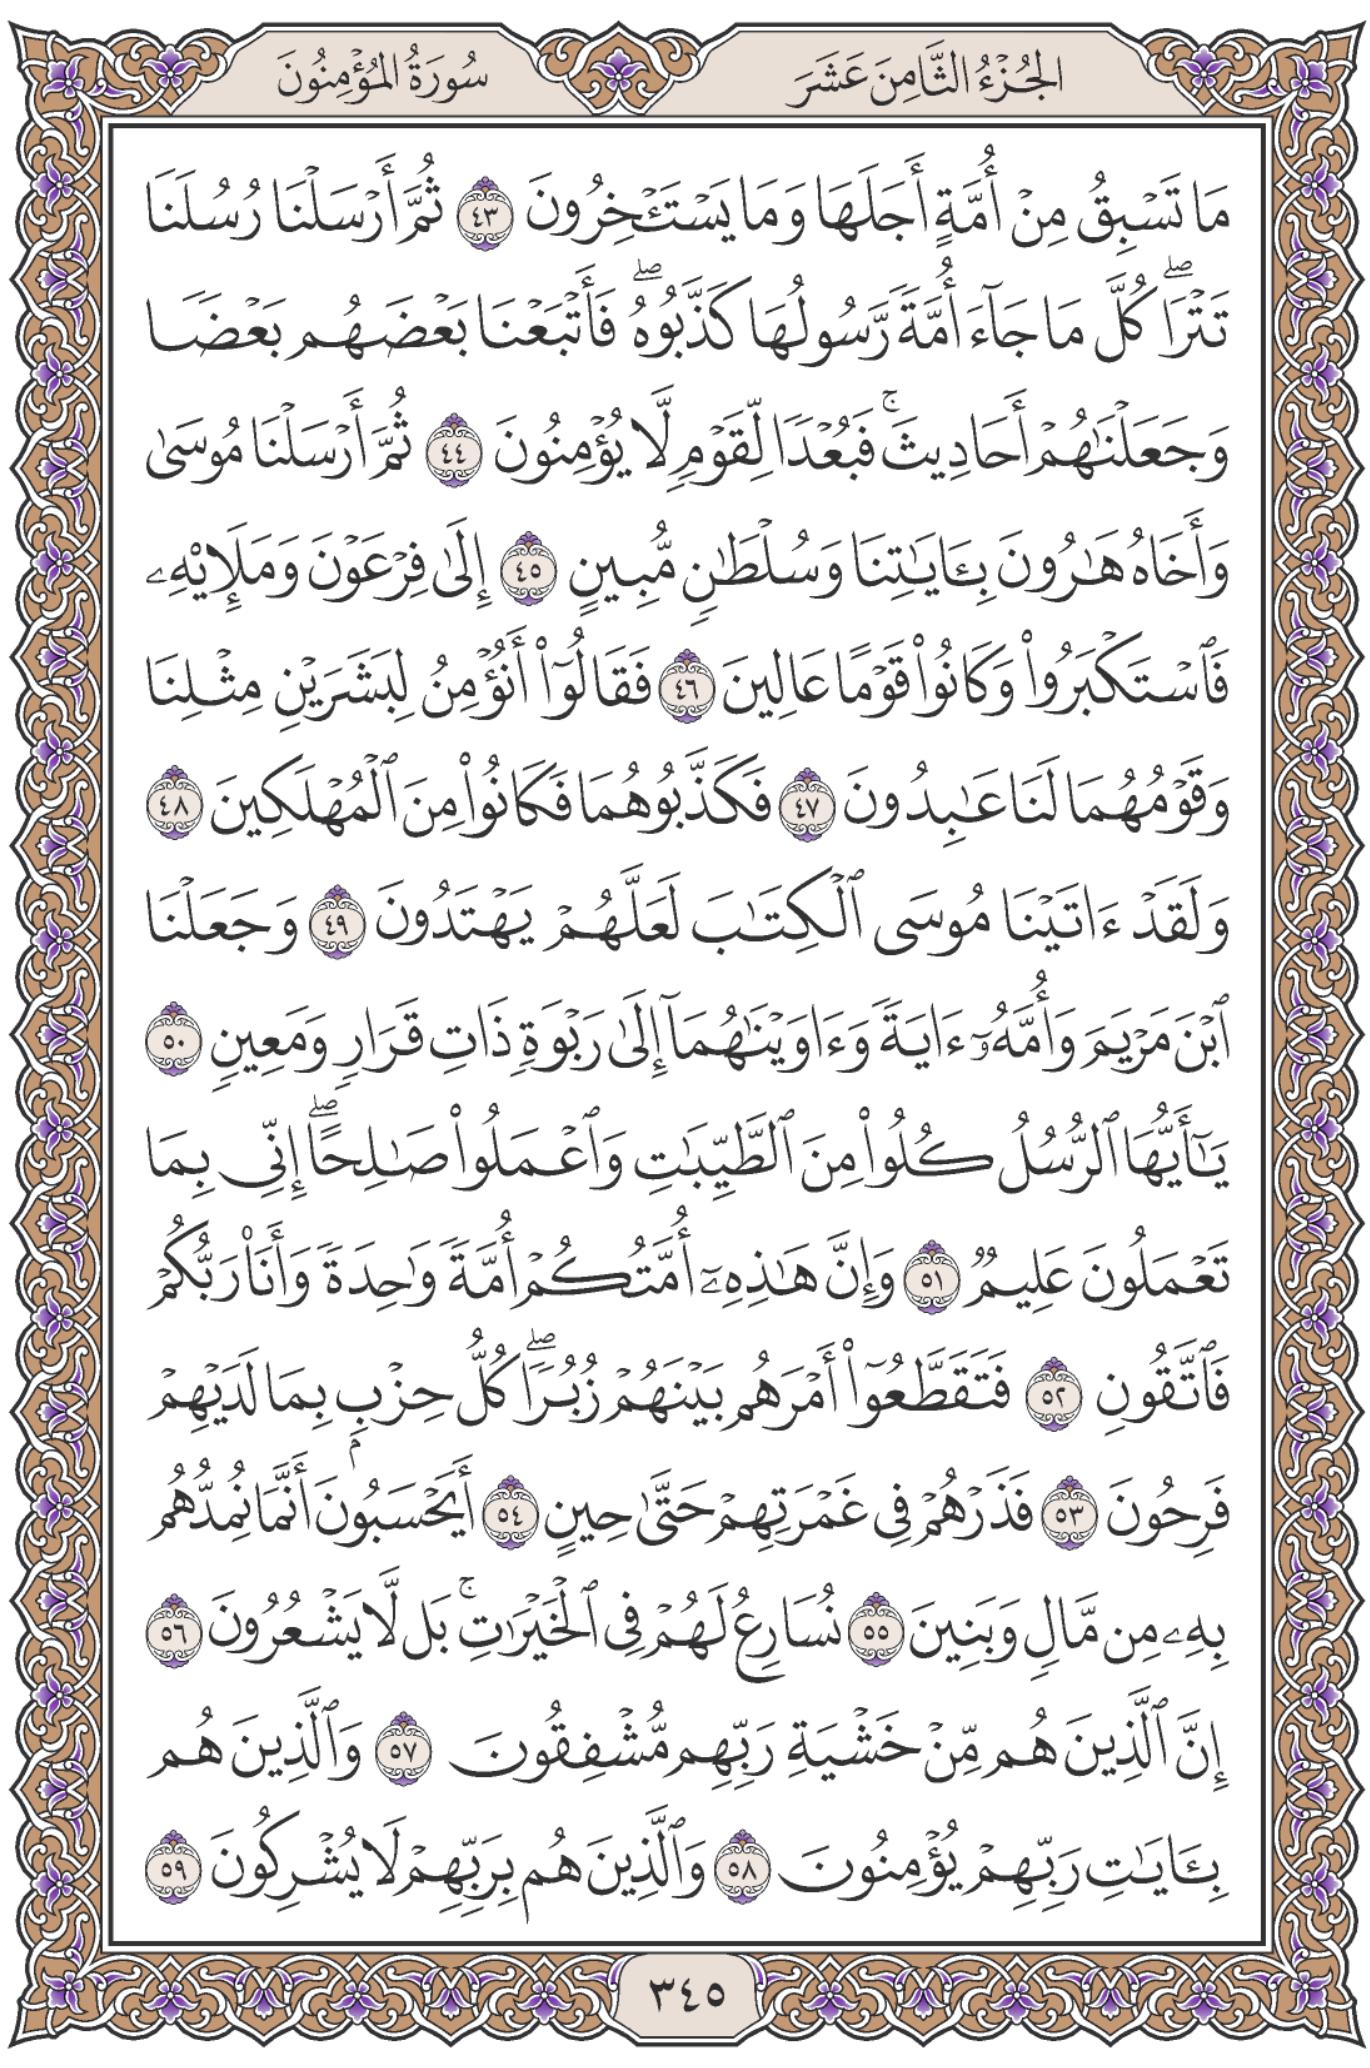 الجُزْءُ الثَّامِنَ عَشَرَ
سُورَةُ المُؤْمِنُونَ
مَا تَسْبِقُ مِنْ أُمَّةٍ أَجَلَهَا وَمَا يَسْتَـْٔخِرُونَ ٤٣ ثُمَّ أَرْسَلْنَا رُسُلَنَا
تَتْرَاۖ كُلَّ مَا جَآءَ أُمَّةً رَّسُولُهَا كَذَّبُوهُۖ فَأَتْبَعْنَا بَعْضَهُم بَعْضًا
وَجَعَلْنَٰهُمْ أَحَادِيثَۚ فَبُعْدًا لِّقَوْمٍ لَّا يُؤْمِنُونَ ٤٤ ثُمَّ أَرْسَلْنَا مُوسَىٰ
وَأَخَاهُ هَٰرُونَ بِـَٔايَٰتِنَا وَسُلْطَٰنٍ مُّبِينٍ ٤٥ إِلَىٰ فِرْعَوْنَ وَمَلَإِي۟هِۦ
فَٱسْتَكْبَرُوا۟ وَكَانُوا۟ قَوْمًا عَالِينَ ٤٦ فَقَالُوٓا۟ أَنُؤْمِنُ لِبَشَرَيْنِ مِثْلِنَا
وَقَوْمُهُمَا لَنَا عَٰبِدُونَ ٤٧ فَكَذَّبُوهُمَا فَكَانُوا۟ مِنَ ٱلْمُهْلَكِينَ ٤٨
وَلَقَدْ ءَاتَيْنَا مُوسَى ٱلْكِتَٰبَ لَعَلَّهُمْ يَهْتَدُونَ ٤٩ وَجَعَلْنَا
ٱبْنَ مَرْيَمَ وَأُمَّهُۥٓ ءَايَةً وَءَاوَيْنَٰهُمَآ إِلَىٰ رَبْوَةٍ ذَاتِ قَرَارٍ وَمَعِينٍ ٥٠
يَٰٓأَيُّهَا ٱلرُّسُلُ كُلُوا۟ مِنَ ٱلطَّيِّبَٰتِ وَٱعْمَلُوا۟ صَٰلِحًاۖ إِنِّى بِمَا
تَعْمَلُونَ عَلِيمٌ ٥١ وَإِنَّ هَٰذِهِۦٓ أُمَّتُكُمْ أُمَّةً وَٰحِدَةً وَأَنَا۠ رَبُّكُمْ
فَٱتَّقُونِ ٥٢ فَتَقَطَّعُوٓا۟ أَمْرَهُم بَيْنَهُمْ زُبُرًاۖ كُلُّ حِزْبٍۭ بِمَا لَدَيْهِمْ
فَرِحُونَ ٥٣ فَذَرْهُمْ فِى غَمْرَتِهِمْ حَتَّىٰ حِينٍ ٥٤ أَيَحْسَبُونَ أَنَّمَا نُمِدُّهُم
بِهِۦ مِن مَّالٍ وَبَنِينَ ٥٥ نُسَارِعُ لَهُمْ فِى ٱلْخَيْرَٰتِۚ بَل لَّا يَشْعُرُونَ ٥٦
إِنَّ ٱلَّذِينَ هُم مِّنْ خَشْيَةِ رَبِّهِم مُّشْفِقُونَ ٥٧ وَٱلَّذِينَ هُم
بِـَٔايَٰتِ رَبِّهِمْ يُؤْمِنُونَ ٥٨ وَٱلَّذِينَ هُم بِرَبِّهِمْ لَا يُشْرِكُونَ ٥٩
٣٤٥